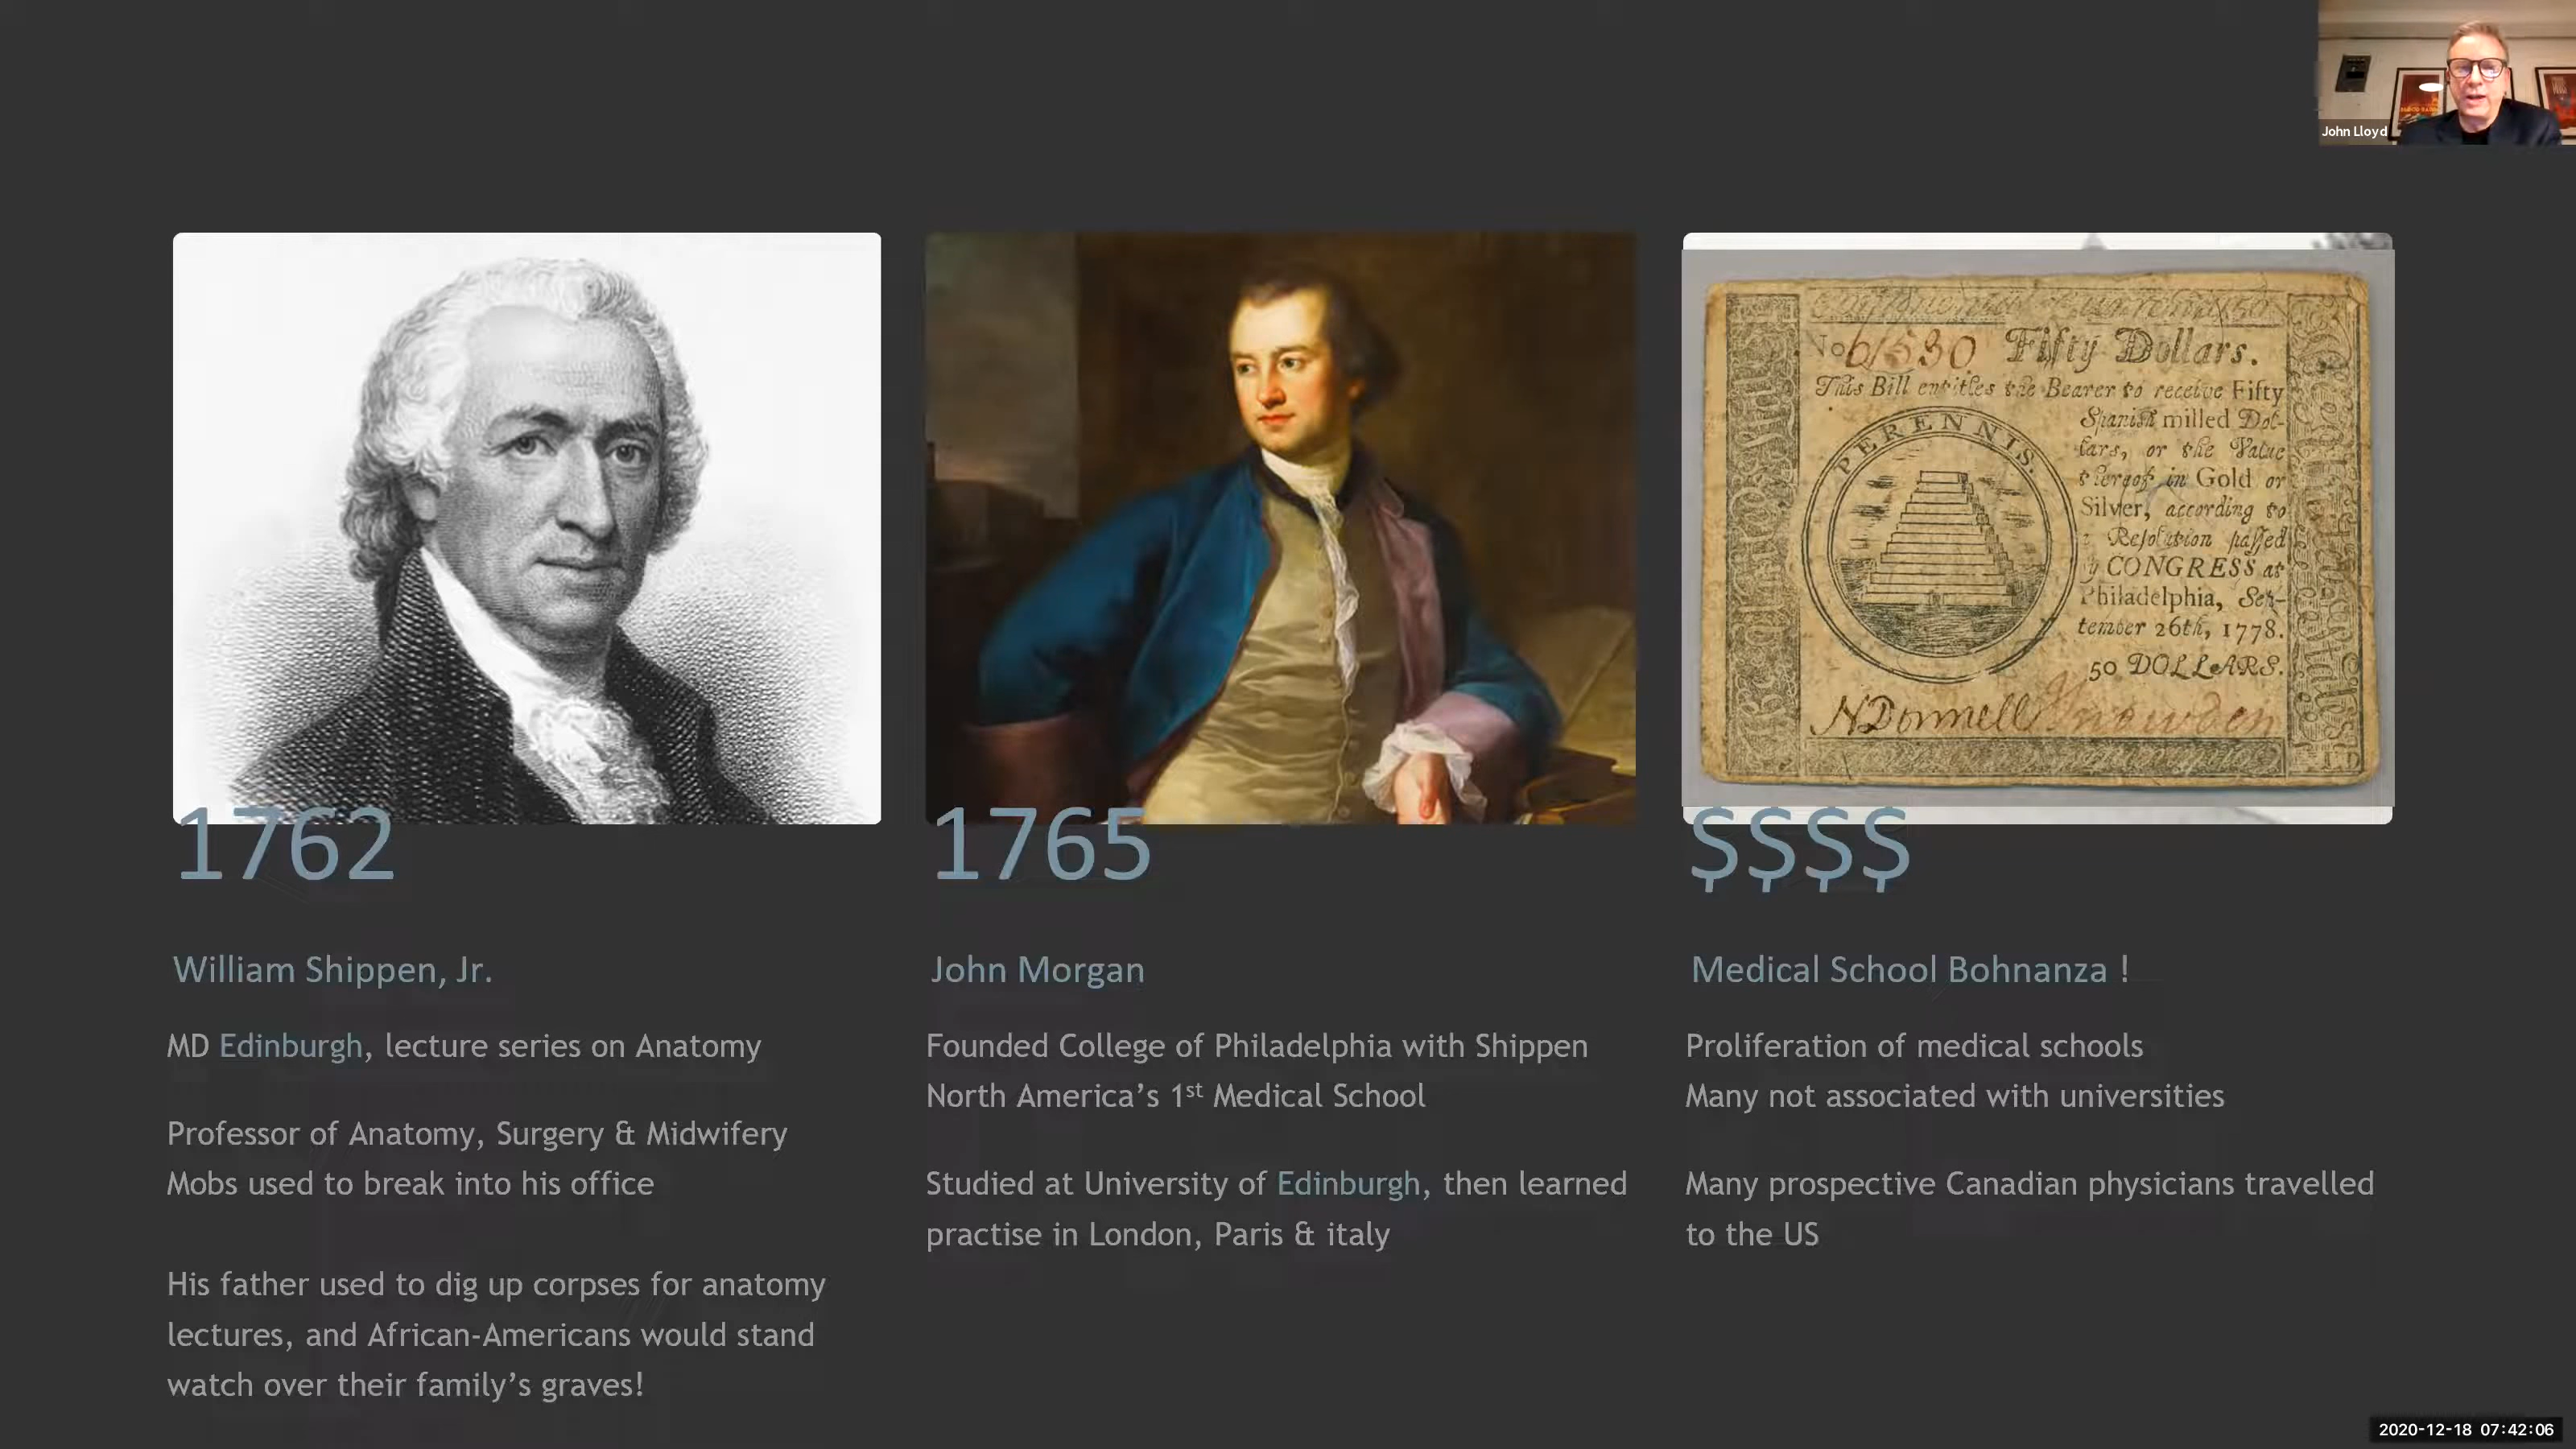 John Lloyd
No 61530 Fifty Dollars.
This Bill entitles the Bearer to receive Fifty
Spanish milled Dol-
lars, or the Value
thereof in Gold or
Silver, according to
Resolution passed
y CONGRESS at
Philadelphia, Sep-
tember 26th, 1778.
50 DOLLARS.
PERENNIS.
NDonnell
1762
William Shippen, Jr.
MD Edinburgh, lecture series on Anatomy
Professor of Anatomy, Surgery & Midwifery
Mobs used to break into his office
His father used to dig up corpses for anatomy
lectures, and African-Americans would stand
watch over their family’s graves!
1765
John Morgan
Founded College of Philadelphia with Shippen
North America’s 1st Medical School
Studied at University of Edinburgh, then learned
practise in London, Paris & italy
$$$$
Medical School Bohnanza !
Proliferation of medical schools
Many not associated with universities
Many prospective Canadian physicians travelled
to the US
2020-12-18 07:42:06